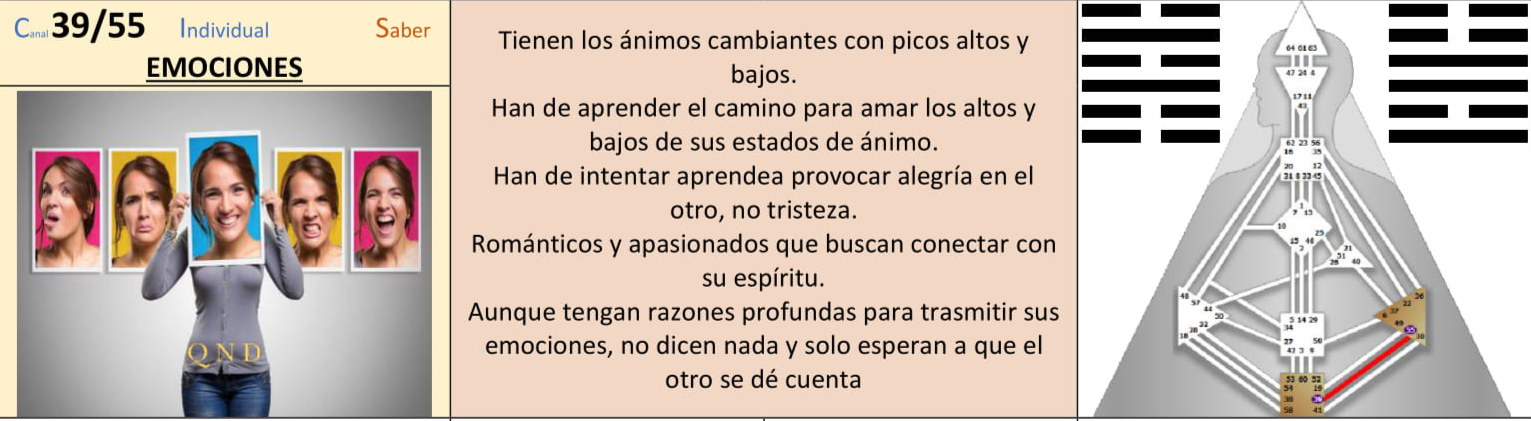 Canal 39/55 Individual Saber
EMOCIONES
QND
Tienen los ánimos cambiantes con picos altos y
bajos.
Han de aprender el camino para amar los altos y
bajos de sus estados de ánimo.
Han de intentar aprendea provocar alegría en el
otro, no tristeza.
Románticos y apasionados que buscan conectar con
su espíritu.
Aunque tengan razones profundas para trasmitir sus
emociones, no dicen nada y solo esperan a que el
otro se dé cuenta
64 61 63
47 24 4
17 11
43
62 23 56
16 35
20 12
31 8 33 45
1
7 13
10 25
15 46
2
21
51
26 40
48
57
44
50
32
28
18
5 14 29
34
27 59
42 3 9
36
22
37
6
49
55
30
53 60 52
54 19
38 39
58 41